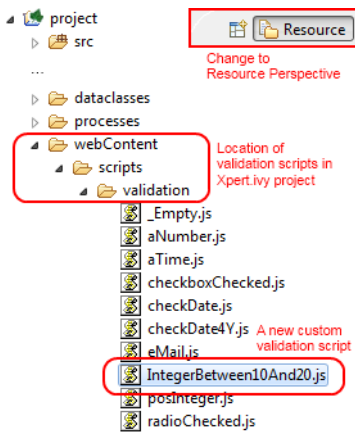 project
Resource
src
Change to
Resource Perspective
...
dataclasses
processes
webContent
Location of
validation scripts in
Xpert.ivy project
scripts
validation
_Empty.js
aNumber.js
aTime.js
checkboxChecked.js
checkDate.js
checkDate4Y.js
A new custom
validation script
eMail.js
IntegerBetween10And20.js
posInteger.js
radioChecked.js